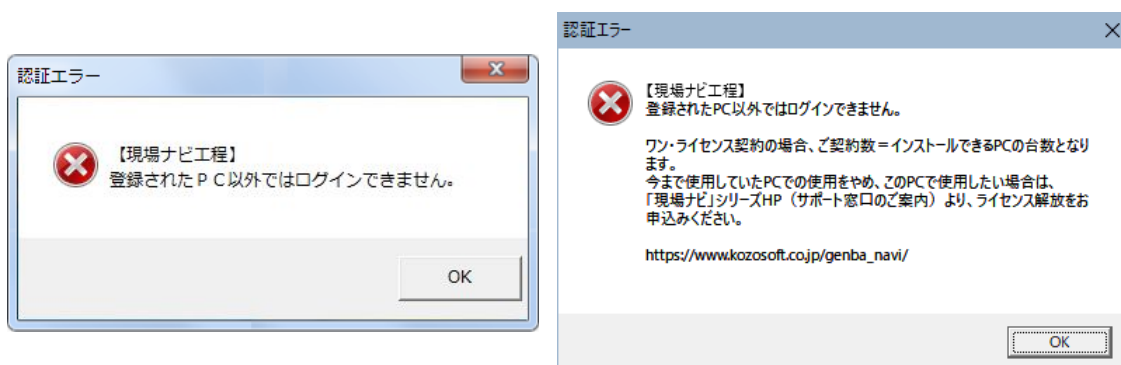 認証エラー
【現場ナビ工程】
登録されたＰＣ以外ではログインできません。
OK
認証エラー
【現場ナビ工程】
登録されたPC以外ではログインできません。
ワン・ライセンス契約の場合、ご契約数＝インストールできるPCの台数となり
ます。
今まで使用していたPCでの使用をやめ、このPCで使用したい場合は、
「現場ナビ」シリーズHP（サポート窓口のご案内）より、ライセンス解放をお
申込みください。
https://www.kozosoft.co.jp/genba_navi/
OK